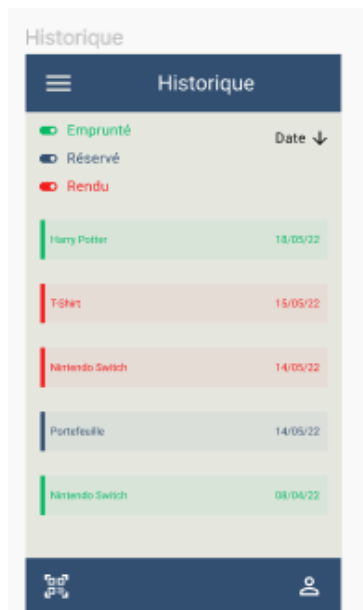 Historique
Historique
Emprunté
Date
Réservé
Rendu
Harry Potter 18/05/22
T-Shirt 15/05/22
Nintendo Switch 14/05/22
Portefeuille 14/05/22
Nintendo Switch 08/04/22